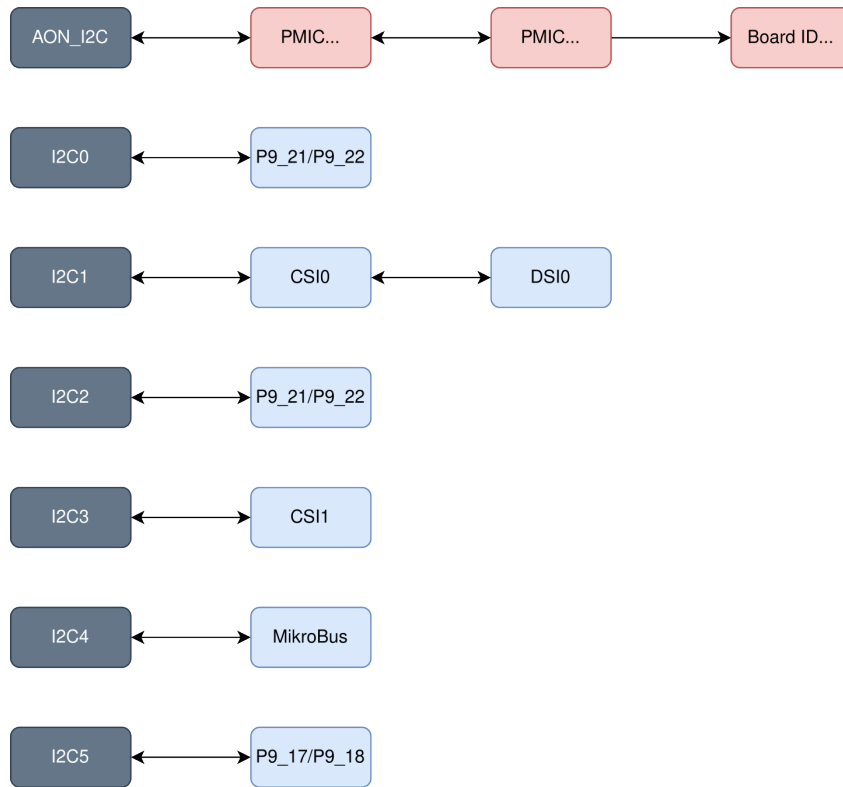 AON_I2C
PMIC...
PMIC...
Board ID...
I2C0
P9_21/P9_22
I2C1
CSI0
DSI0
I2C2
P9_21/P9_22
I2C3
CSI1
I2C4
MikroBus
I2C5
P9_17/P9_18